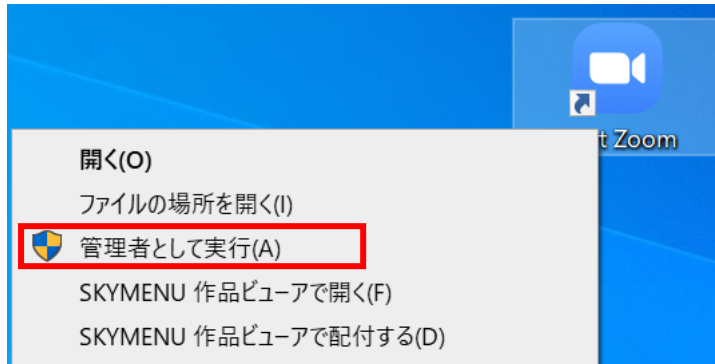 t Zoom
開く(O)
ファイルの場所を開く(I)
管理者として実行(A)
SKYMENU 作品ビューアで開く(F)
SKYMENU 作品ビューアで配付する(D)